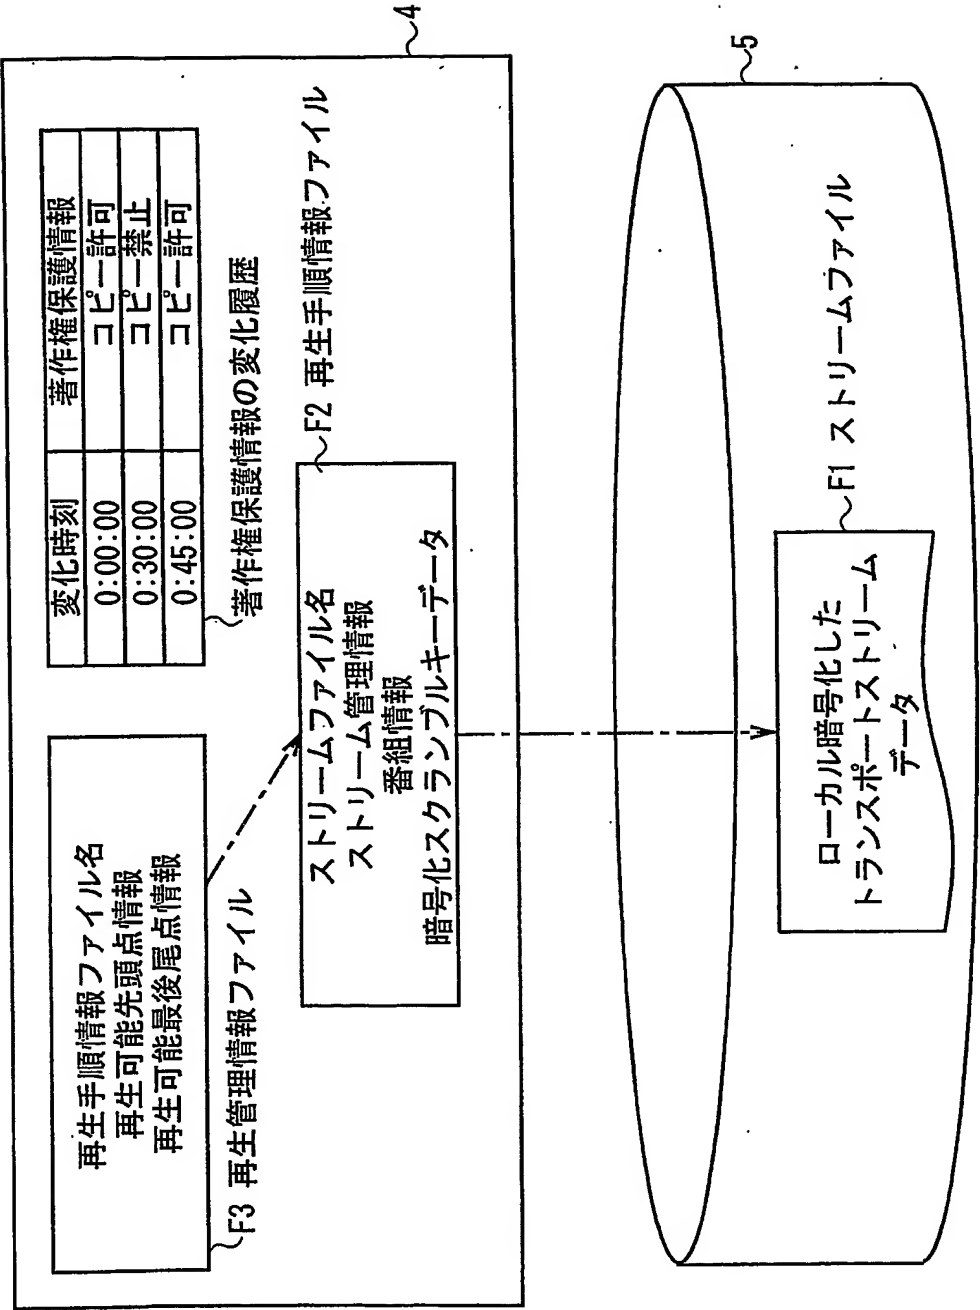 4
変化時刻 著作権保護情報
0:00:00 コピー許可
0:30:00 コピー禁止
0:45:00 コピー許可
著作権保護情報の変化履歴
再生手順情報ファイル名
再生可能先頭点情報
再生可能最後尾点情報
F3 再生管理情報ファイル
F2 再生手順情報ファイル
ストリームファイル名
ストリーム管理情報
番組情報
暗号化スクランブルキーデータ
5
F1 ストリームファイル
ローカル暗号化した
トランスポートストリーム
データ